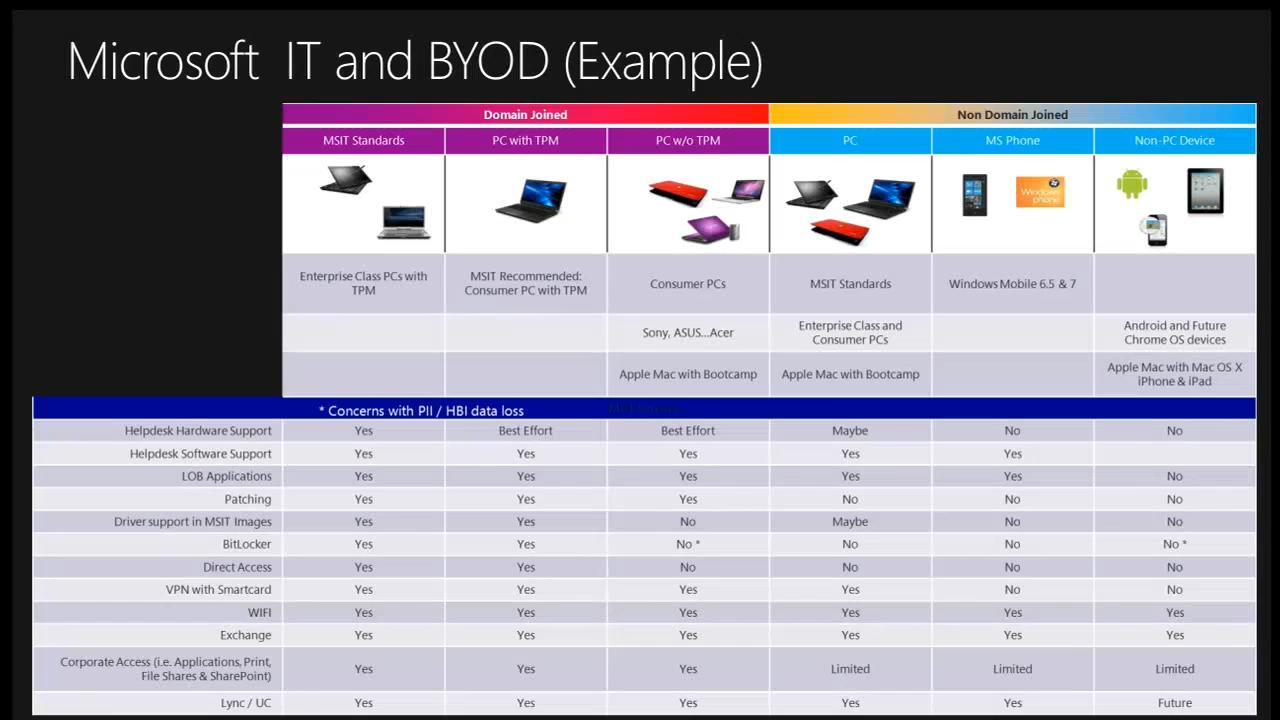 Microsoft IT and BYOD (Example)
Domain Joined Non Domain Joined
MSIT Standards PC with TPM PC w/o TPM PC MS Phone Non-PC Device
Windows
phone
Enterprise Class PCs with TPM MSIT Recommended: Consumer PC with TPM Consumer PCs MSIT Standards Windows Mobile 6.5 & 7
Sony, ASUS...Acer Enterprise Class and Consumer PCs Android and Future Chrome OS devices
Apple Mac with Bootcamp Apple Mac with Bootcamp Apple Mac with Mac OS X iPhone & iPad
* Concerns with PII / HBI data loss
Helpdesk Hardware Support Yes Best Effort Best Effort Maybe No No
Helpdesk Software Support Yes Yes Yes Yes Yes
LOB Applications Yes Yes Yes Yes Yes No
Patching Yes Yes Yes No No No
Driver support in MSIT Images Yes Yes No Maybe No No
BitLocker Yes Yes No * No No No *
Direct Access Yes Yes No No No No
VPN with Smartcard Yes Yes Yes Yes No No
WIFI Yes Yes Yes Yes Yes Yes
Exchange Yes Yes Yes Yes Yes Yes
Corporate Access (i.e. Applications, Print, File Shares & SharePoint) Yes Yes Yes Limited Limited Limited
Lync / UC Yes Yes Yes Yes Yes Future